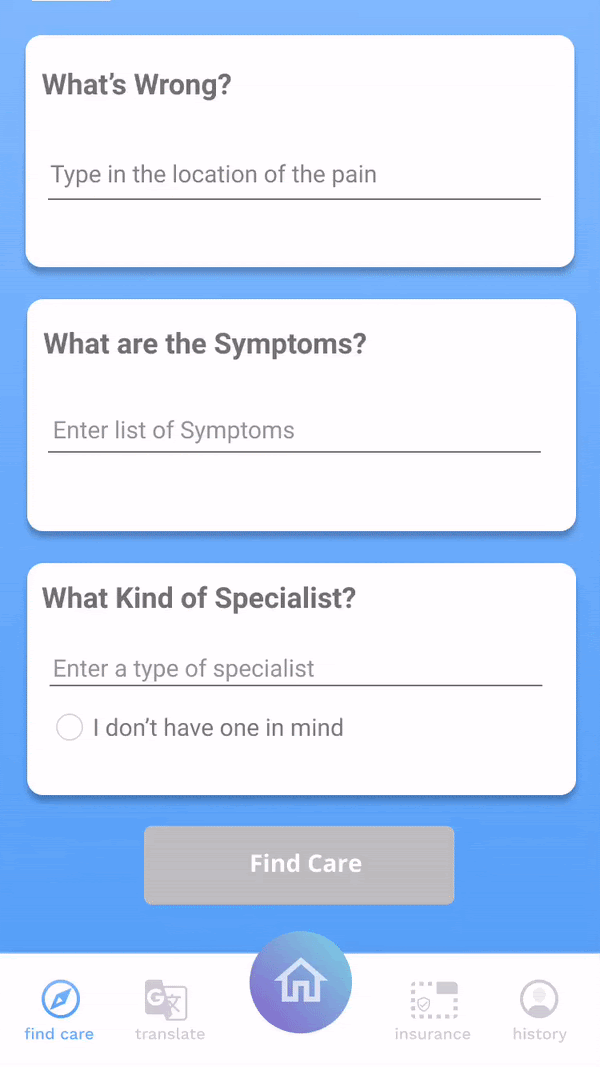 What’s Wrong?
Type in the location of the pain
What are the Symptoms?
Enter list of Symptoms
What Kind of Specialist?
Enter a type of specialist
I don’t have one in mind
Find Care
G 文
find care
translate
insurance
history